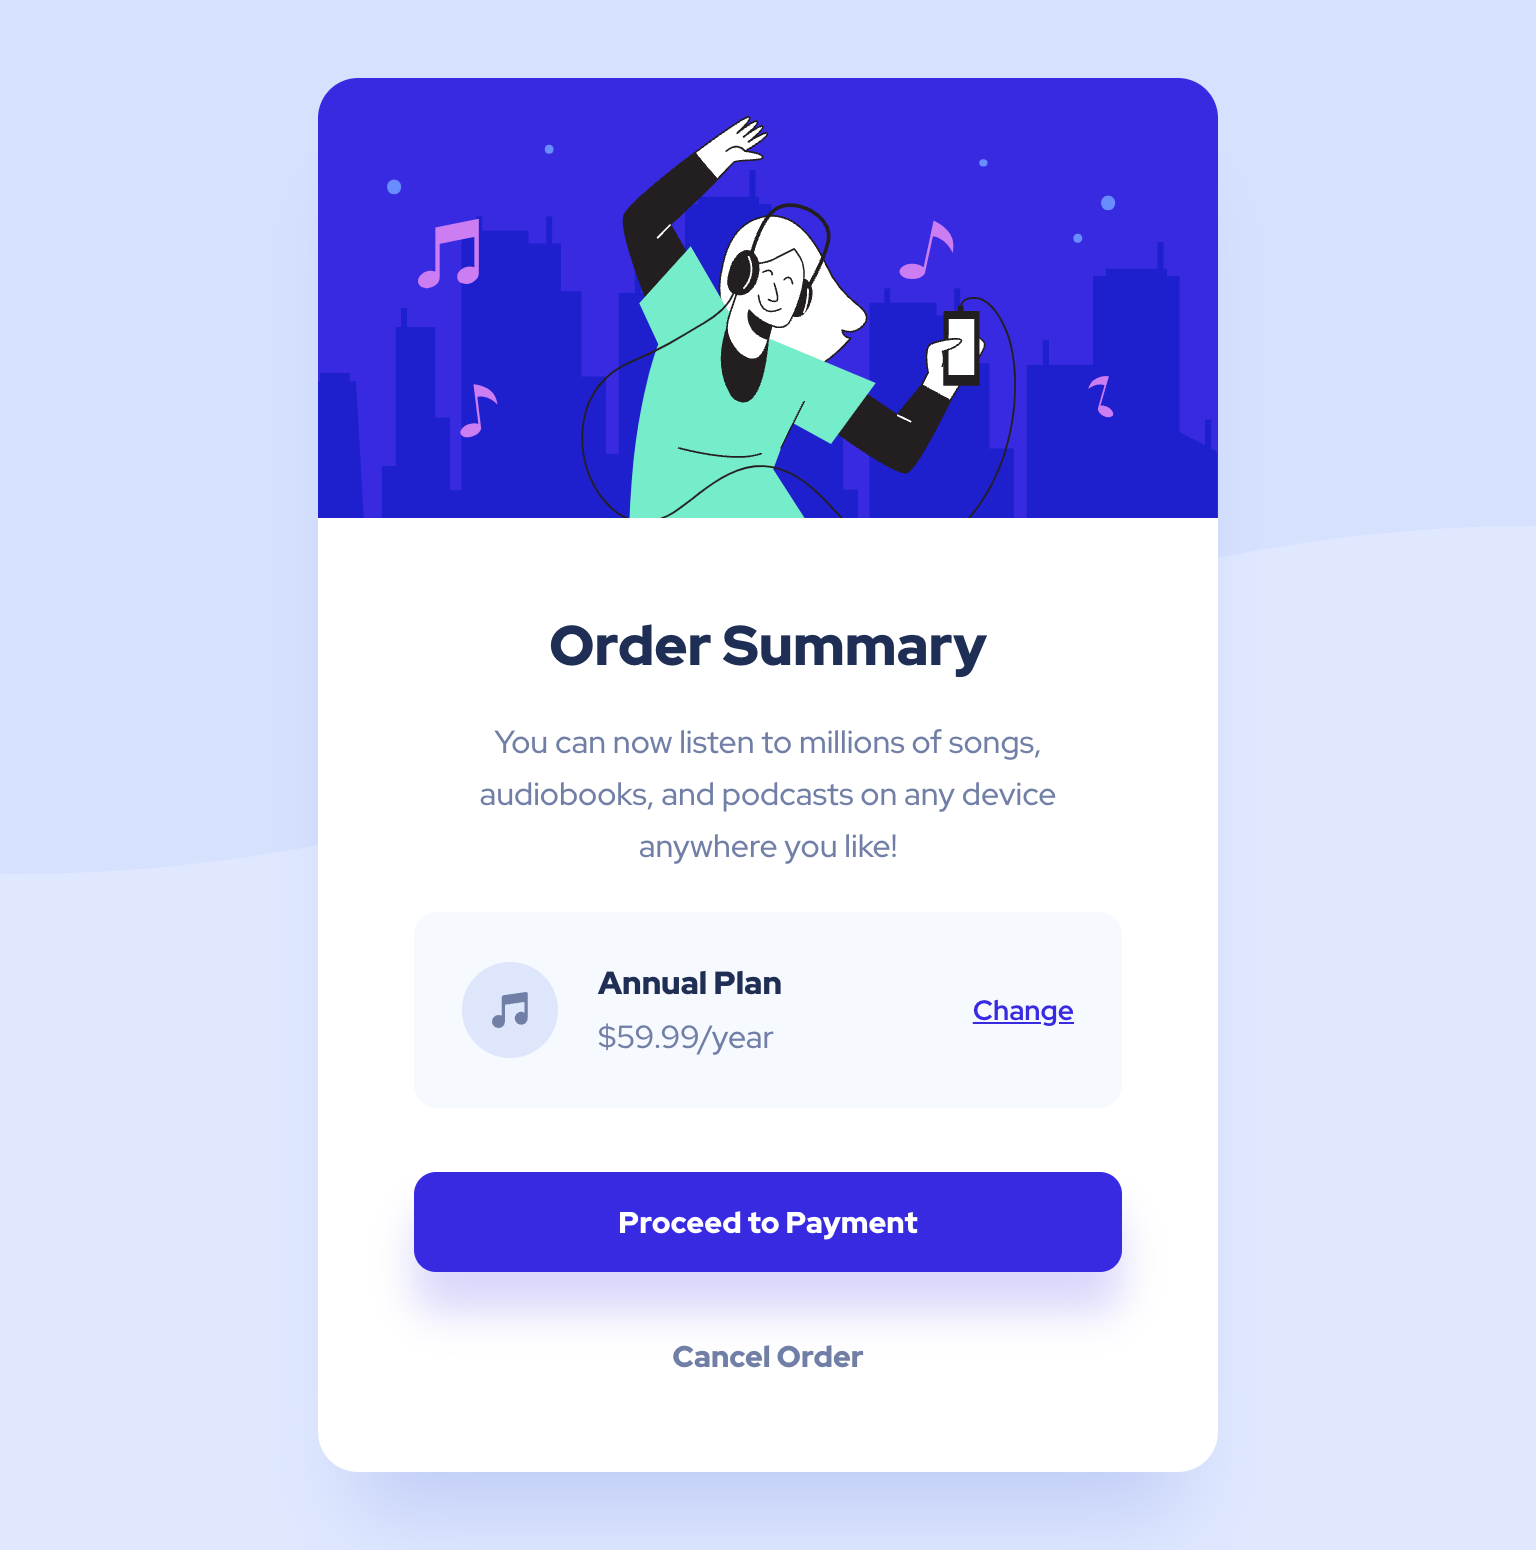 Order Summary
You can now listen to millions of songs,
audiobooks, and podcasts on any device
anywhere you like!
Annual Plan
$59.99/year
Change
Proceed to Payment
Cancel Order